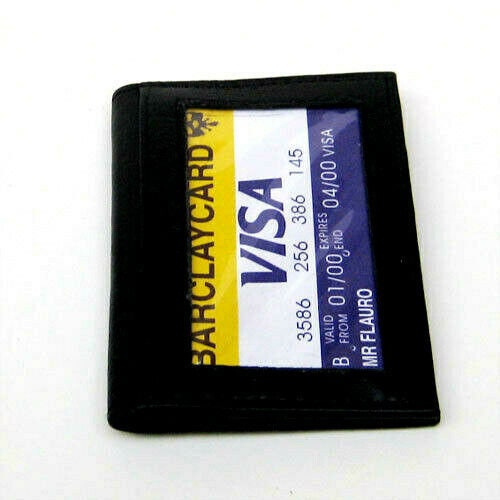 BARCLAYCARD
VISA
3586 256 386 145
VALID FROM 01/00 EXPIRES END 04/00 VISA
B
MR FLAURO